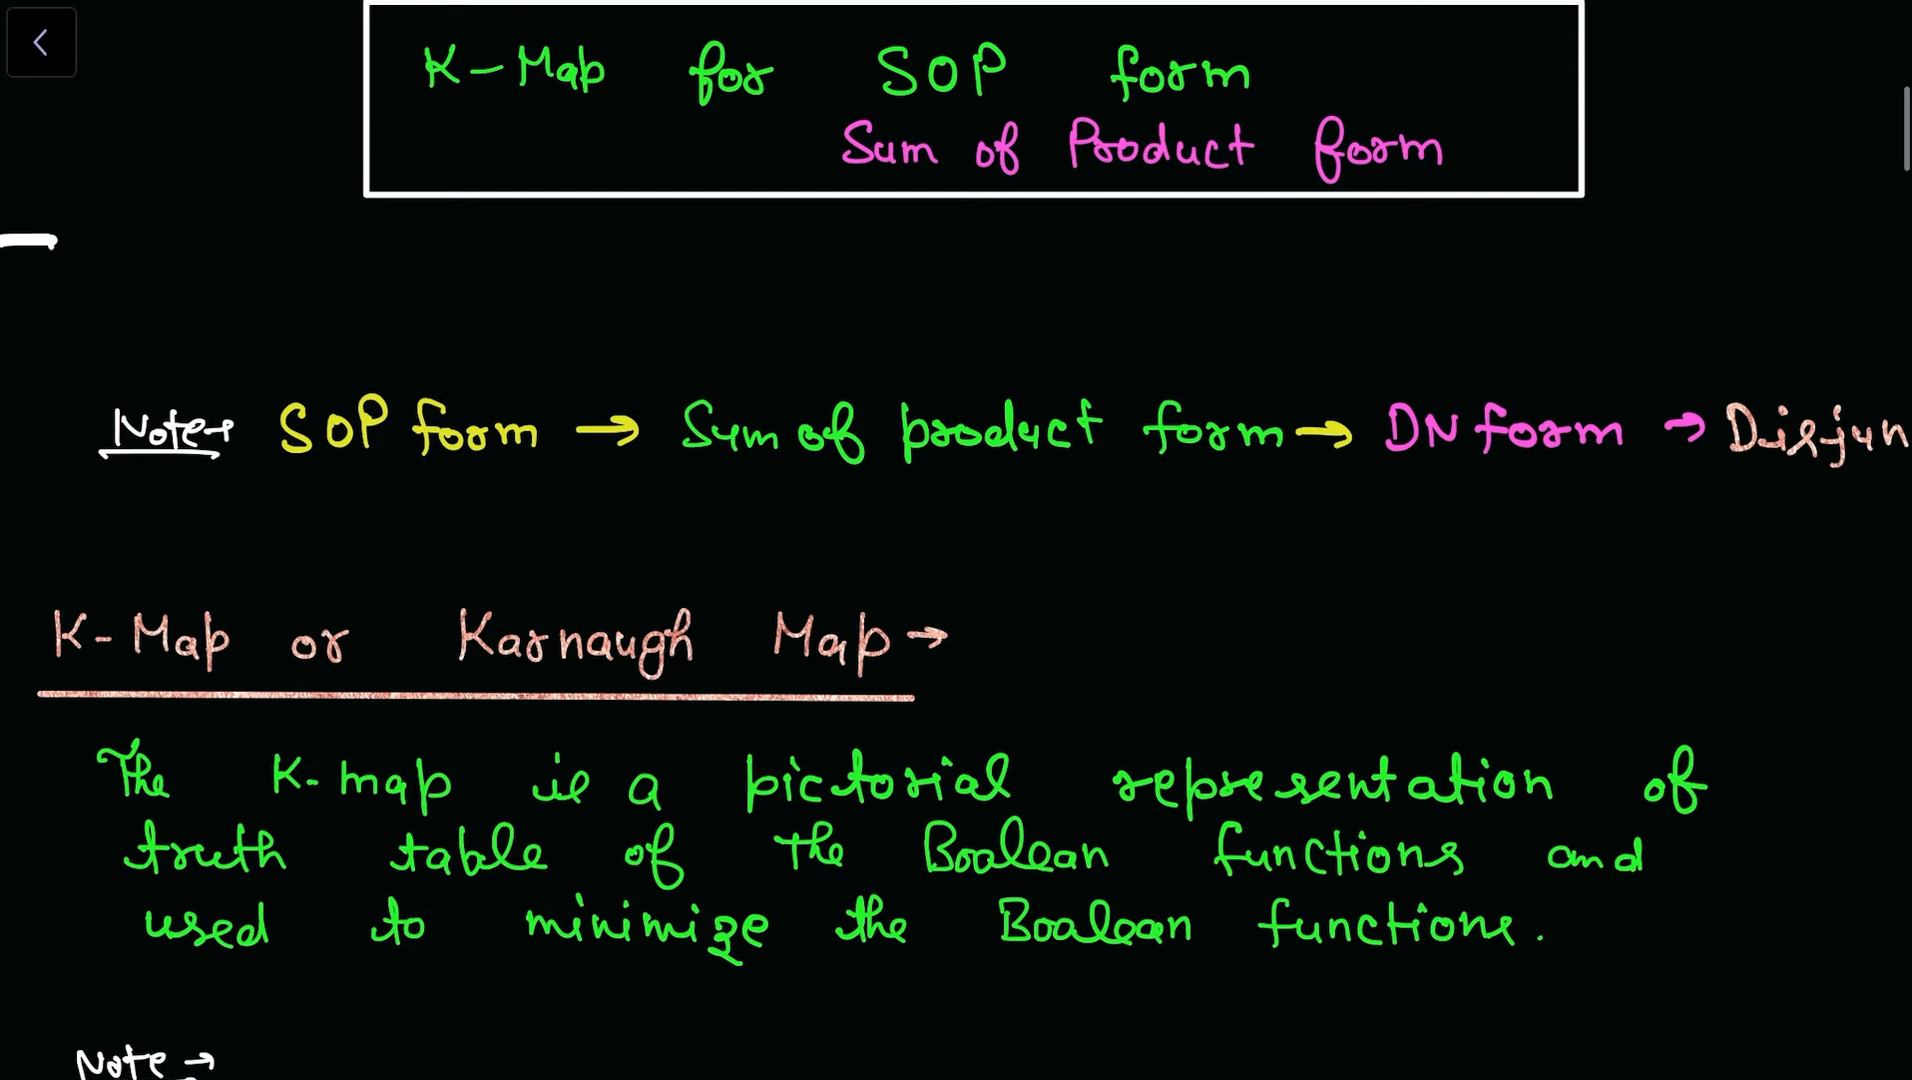 K-Map for SOP form
Sum of Product form
Note→ SOP form → Sum of product form → DN form → Disjun
K-Map or Karnaugh Map →
The K-map is a pictorial representation of
truth table of the Boolean functions and
used to minimize the Boolean functions.
Note →